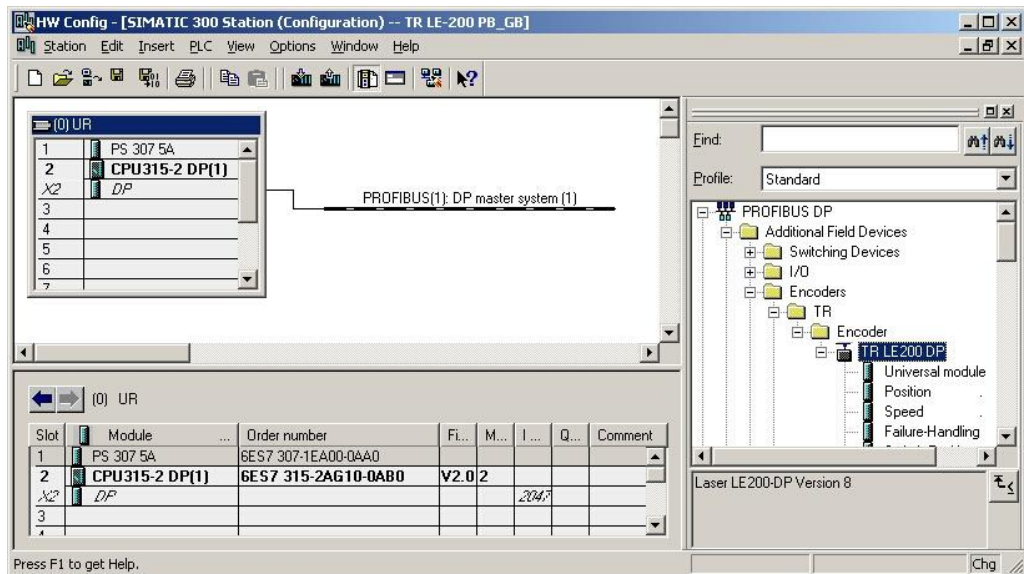 HW Config - [SIMATIC 300 Station (Configuration) -- TR LE-200 PB_GB]
Station Edit Insert PLC View Options Window Help
(0) UR
1 PS 307 5A
2 CPU315-2 DP(1)
X2 DP
3
4
5
6
7
PROFIBUS(1): DP master system (1)
Find:
Profile: Standard
PROFIBUS DP
Additional Field Devices
Switching Devices
I/O
Encoders
TR
Encoder
TR LE200 DP
Universal module
Position
Speed
Failure-Handling
Laser LE200-DP Version 8
(0) UR
Slot Module ... Order number Fi... M... I ... Q... Comment
1 PS 307 5A 6ES7 307-1EA00-0AA0
2 CPU315-2 DP(1) 6ES7 315-2AG10-0AB0 V2.0 2
X2 DP 2047
3
4
Press F1 to get Help.
Chg